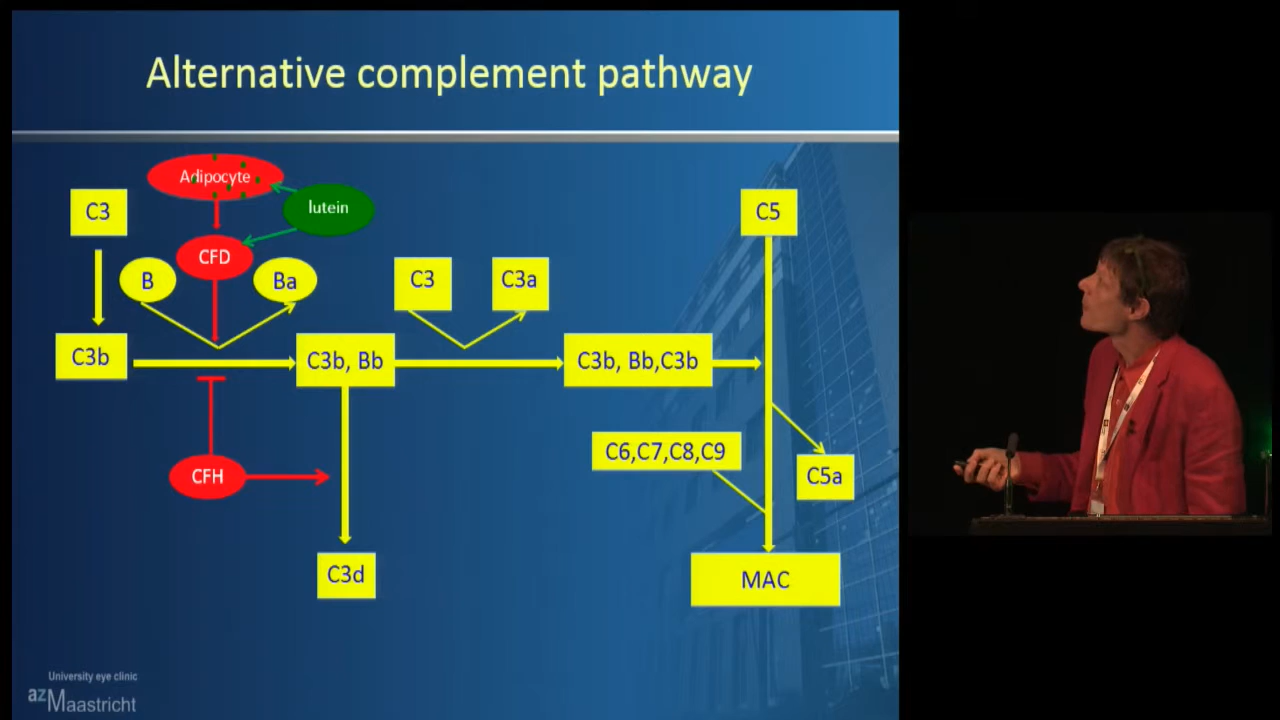 Alternative complement pathway
Adipocyte
lutein
C3
C5
CFD
B
Ba
C3
C3a
C3b
C3b, Bb
C3b, Bb,C3b
C6,C7,C8,C9
CFH
C5a
C3d
MAC
University eye clinic
azMaastricht